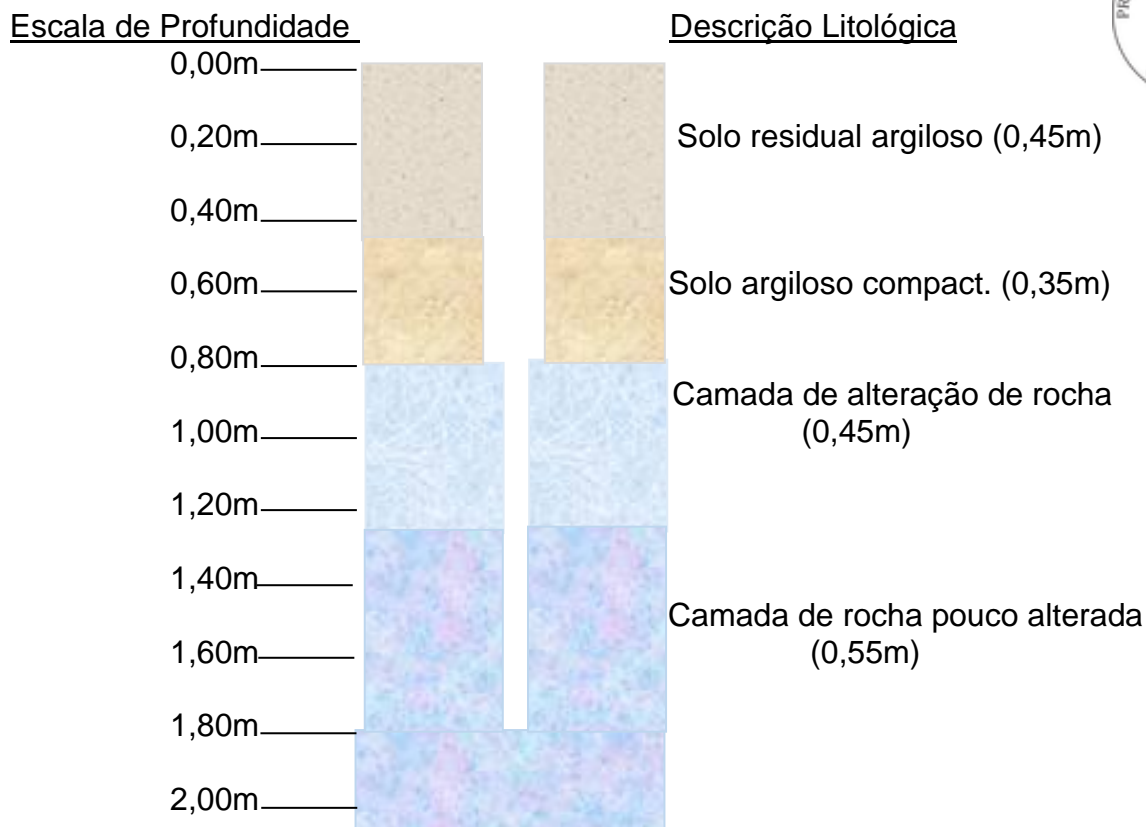 Escala de Profundidade
Descrição Litológica
0,00m
0,20m
Solo residual argiloso (0,45m)
0,40m
0,60m
Solo argiloso compact. (0,35m)
0,80m
Camada de alteração de rocha
(0,45m)
1,00m
1,20m
1,40m
Camada de rocha pouco alterada
(0,55m)
1,60m
1,80m
2,00m
PR